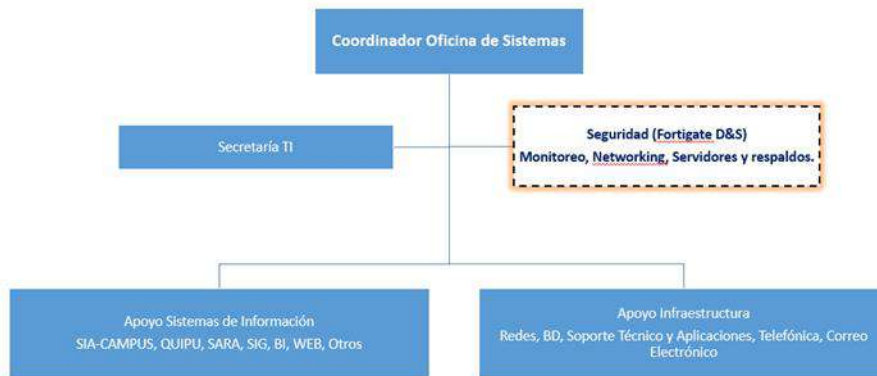 Coordinador Oficina de Sistemas
Secretaría TI
Seguridad (Fortigate D&S)
Monitoreo, Networking, Servidores y respaldos.
Apoyo Sistemas de Información
SIA-CAMPUS, QUIPU, SARA, SIG, BI, WEB, Otros
Apoyo Infraestructura
Redes, BD, Soporte Técnico y Aplicaciones, Telefónica, Correo
Electrónico